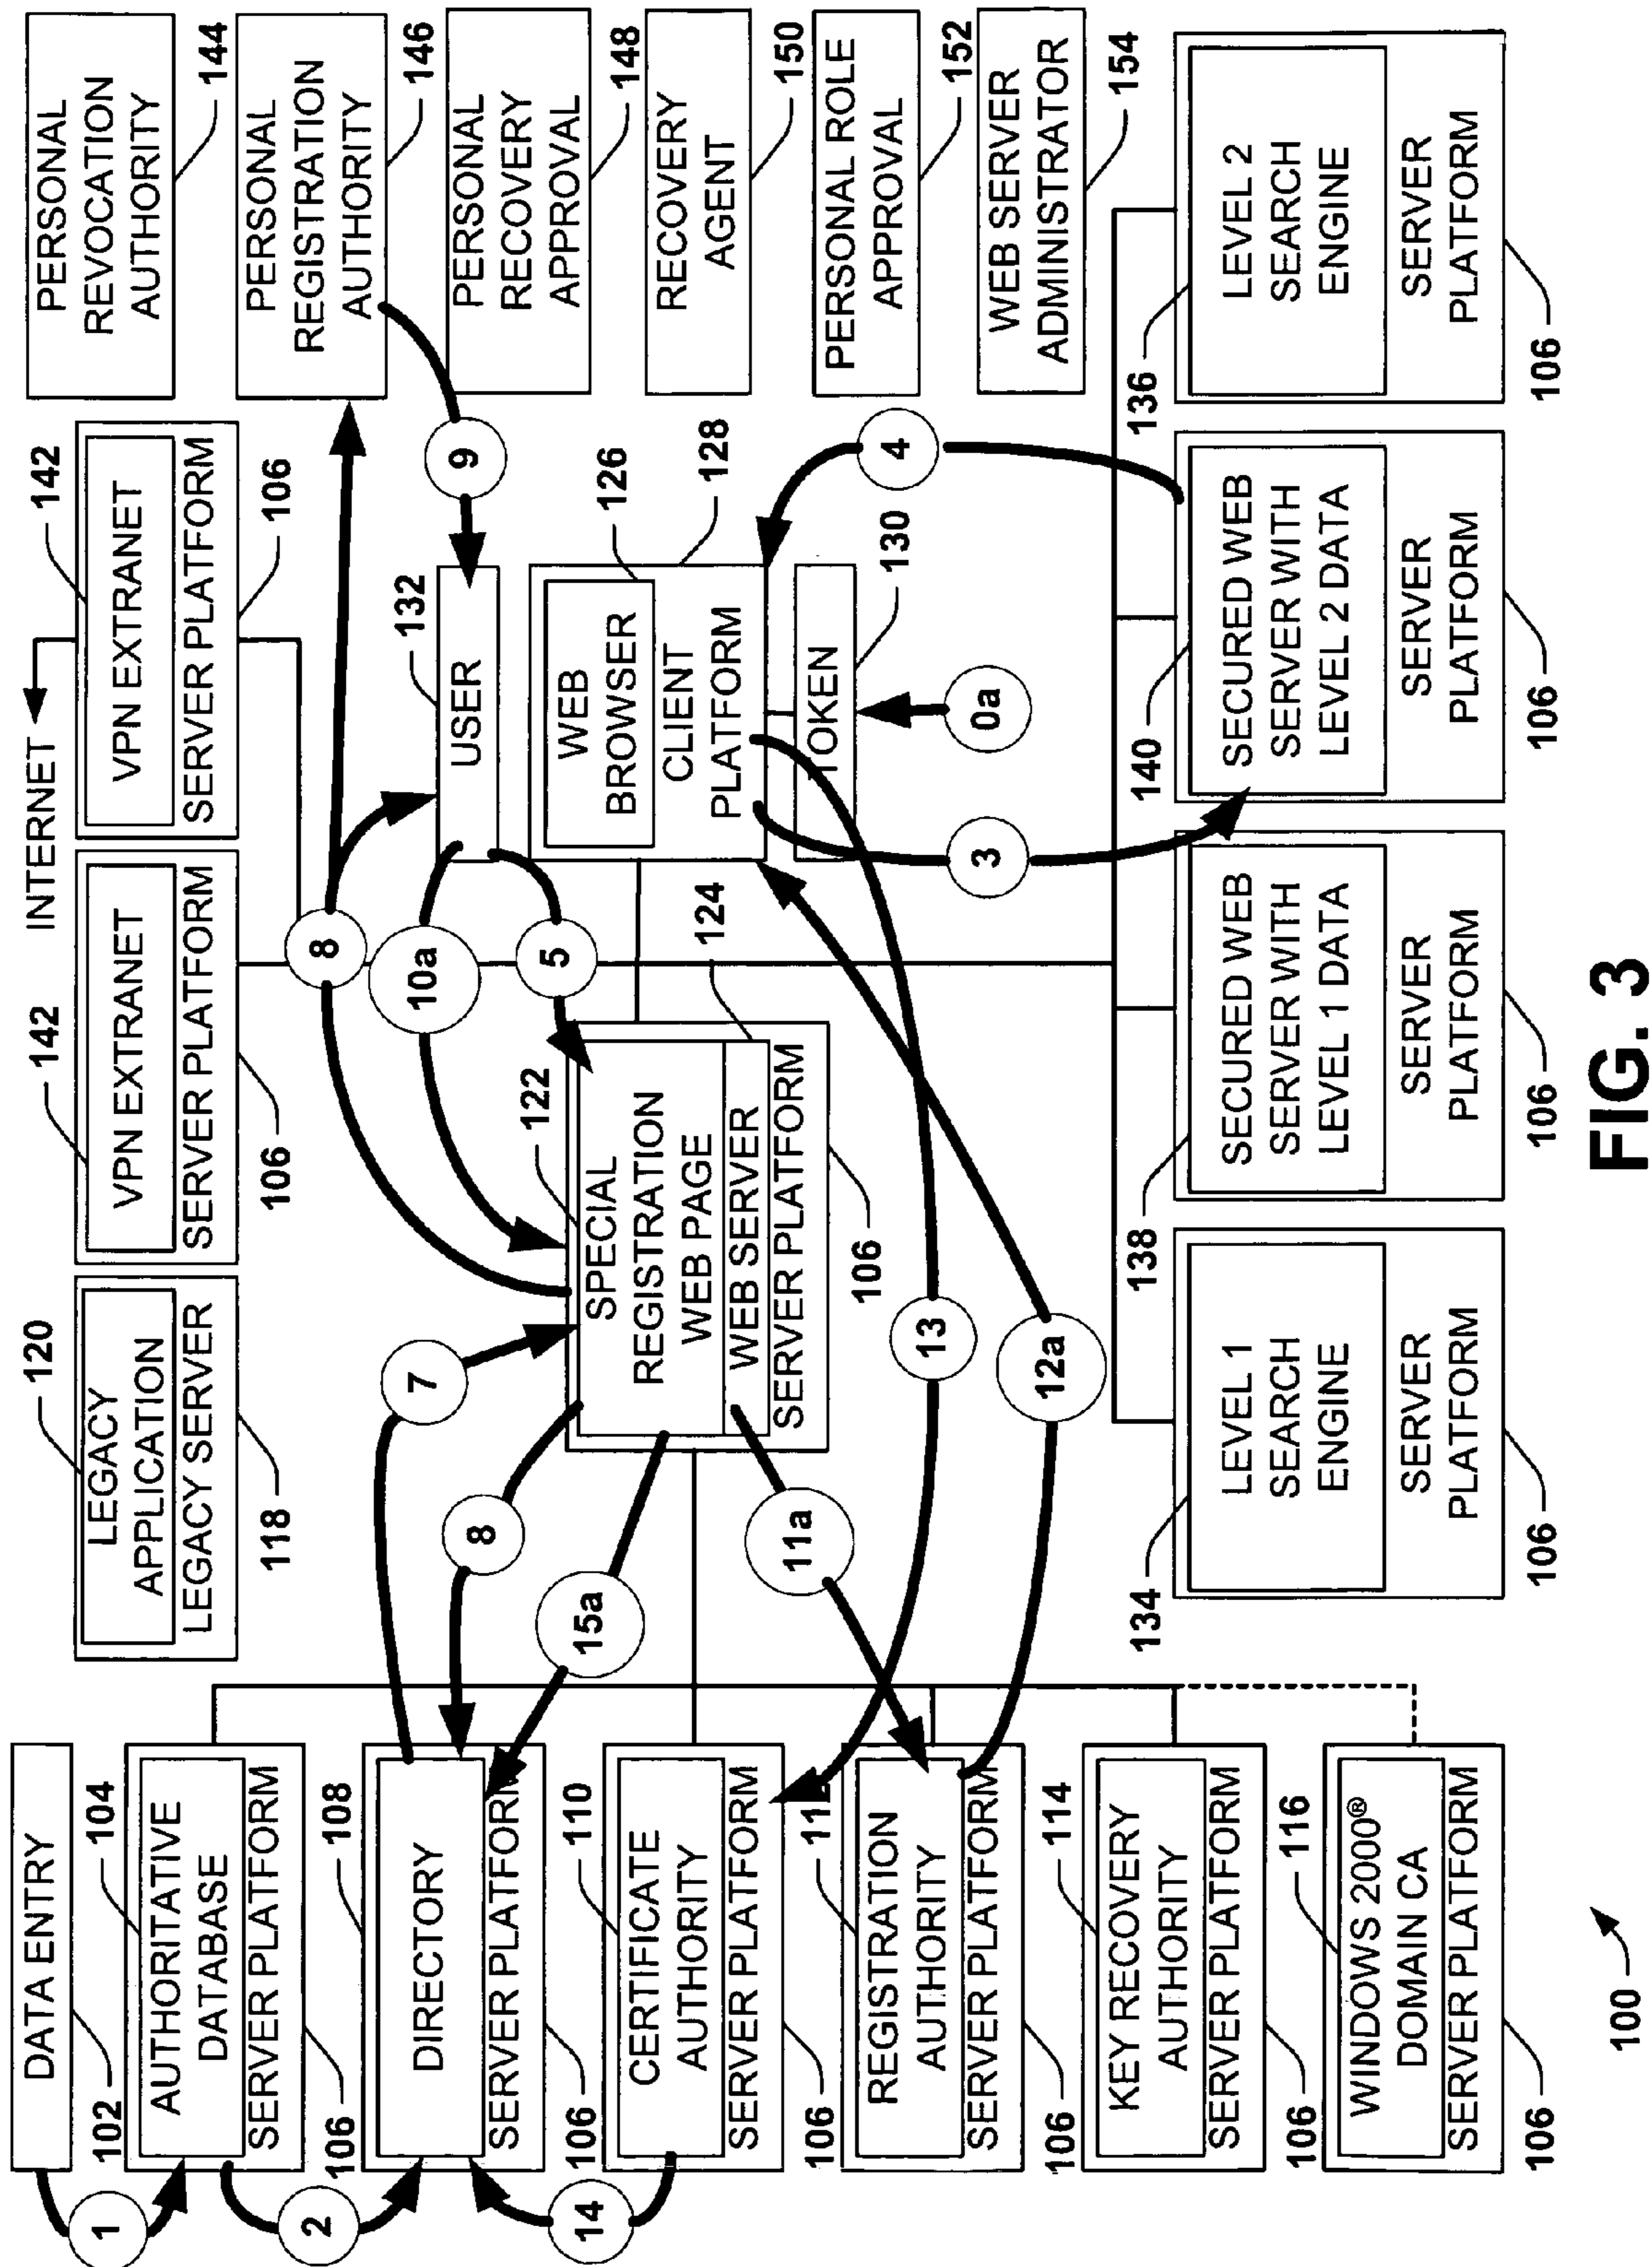 DATA ENTRY
102
1
AUTHORITATIVE
DATABASE
SERVER PLATFORM
104
106
2
DIRECTORY
SERVER PLATFORM
108
106
14
CERTIFICATE
AUTHORITY
SERVER PLATFORM
110
106
REGISTRATION
AUTHORITY
SERVER PLATFORM
106
KEY RECOVERY
AUTHORITY
SERVER PLATFORM
114
106
WINDOWS 2000®
DOMAIN CA
SERVER PLATFORM
116
106
LEGACY
APPLICATION
LEGACY SERVER
120
118
VPN EXTRANET
SERVER PLATFORM
142
106
INTERNET
VPN EXTRANET
SERVER PLATFORM
142
106
7
8
15a
11a
8
10a
5
SPECIAL
REGISTRATION
WEB PAGE
WEB SERVER
SERVER PLATFORM
122
124
106
13
12a
USER
132
9
WEB
BROWSER
CLIENT
PLATFORM
126
128
TOKEN
130
0a
3
4
PERSONAL
REVOCATION
AUTHORITY
144
PERSONAL
REGISTRATION
AUTHORITY
146
PERSONAL
RECOVERY
APPROVAL
148
RECOVERY
AGENT
150
PERSONAL ROLE
APPROVAL
152
WEB SERVER
ADMINISTRATOR
154
LEVEL 1
SEARCH
ENGINE
SERVER
PLATFORM
134
106
SECURED WEB
SERVER WITH
LEVEL 1 DATA
SERVER
PLATFORM
138
106
SECURED WEB
SERVER WITH
LEVEL 2 DATA
SERVER
PLATFORM
140
106
LEVEL 2
SEARCH
ENGINE
SERVER
PLATFORM
136
106
100
FIG. 3